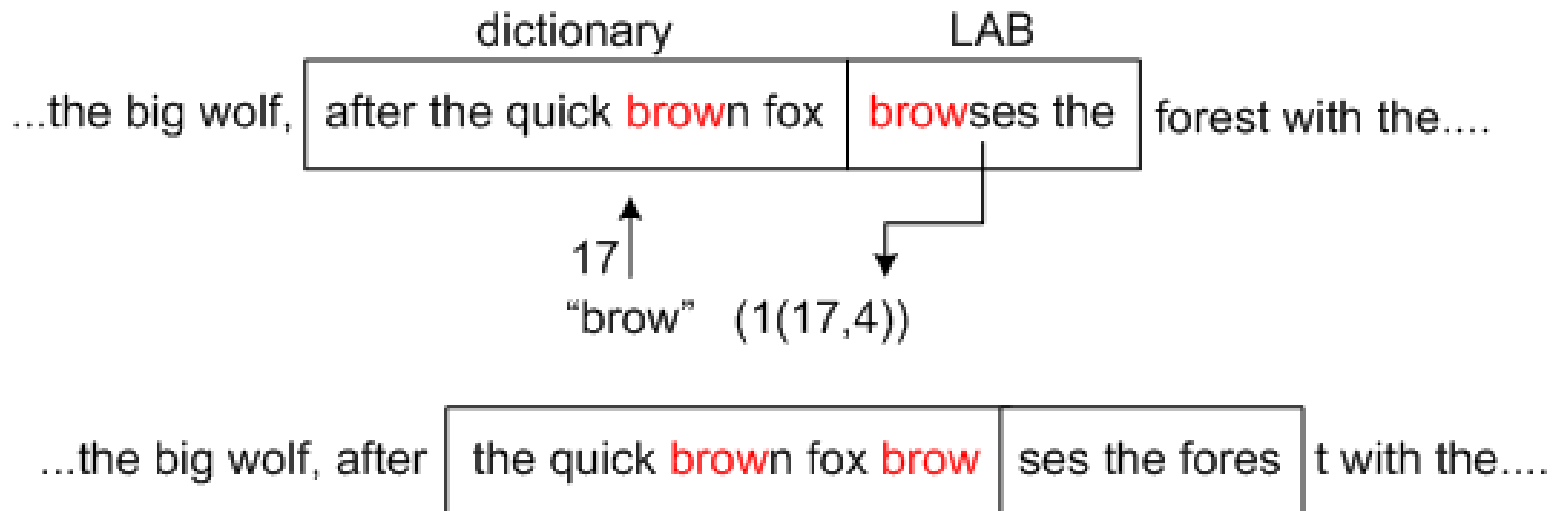 dictionary LAB
...the big wolf, after the quick brown fox browses the forest with the....
17
“brow” (1(17,4))
...the big wolf, after the quick brown fox brow ses the fores t with the....